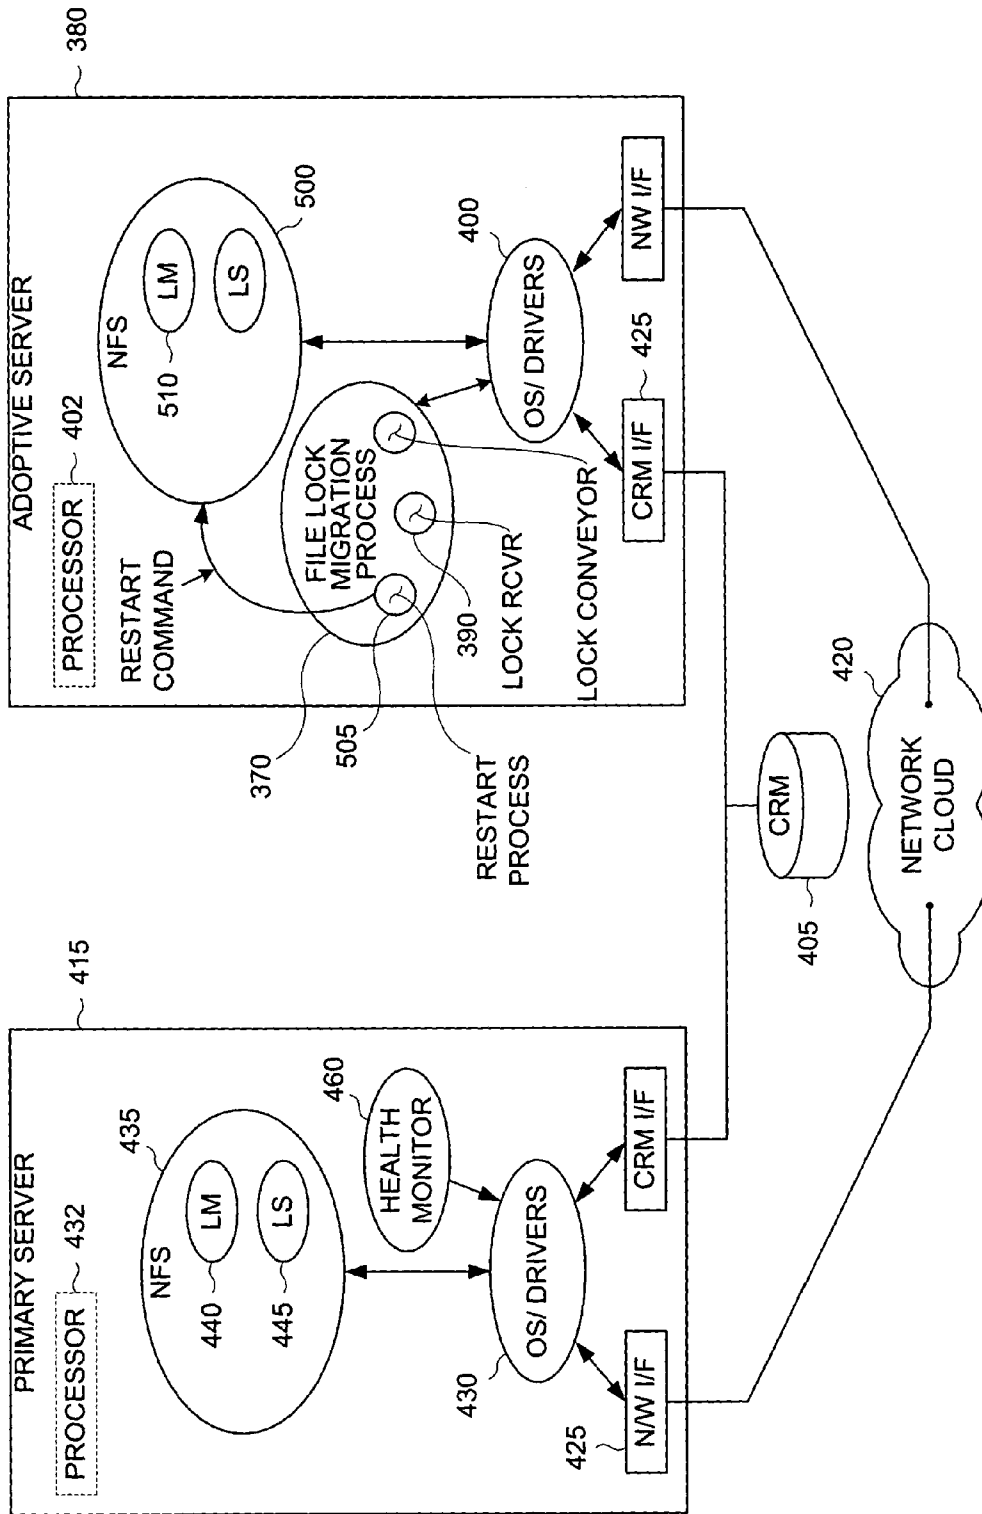 PRIMARY SERVER
415
PROCESSOR
432
NFS
435
LM
440
LS
445
HEALTH
MONITOR
460
OS/ DRIVERS
430
N/W I/F
425
CRM I/F
ADOPTIVE SERVER
380
PROCESSOR
402
RESTART
COMMAND
NFS
500
LM
510
LS
FILE LOCK
MIGRATION
PROCESS
370
505
390
RESTART
PROCESS
LOCK RCVR
LOCK CONVEYOR
OS/ DRIVERS
400
CRM I/F
425
NW I/F
CRM
405
NETWORK
CLOUD
420